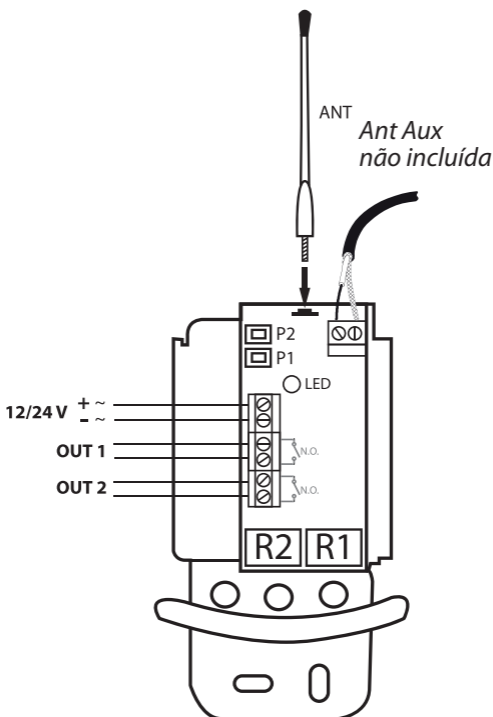 ANT
Ant Aux
não incluída
P2
P1
LED
12/24 V + ~
- ~
OUT 1
N.O.
OUT 2
N.O.
R2 R1